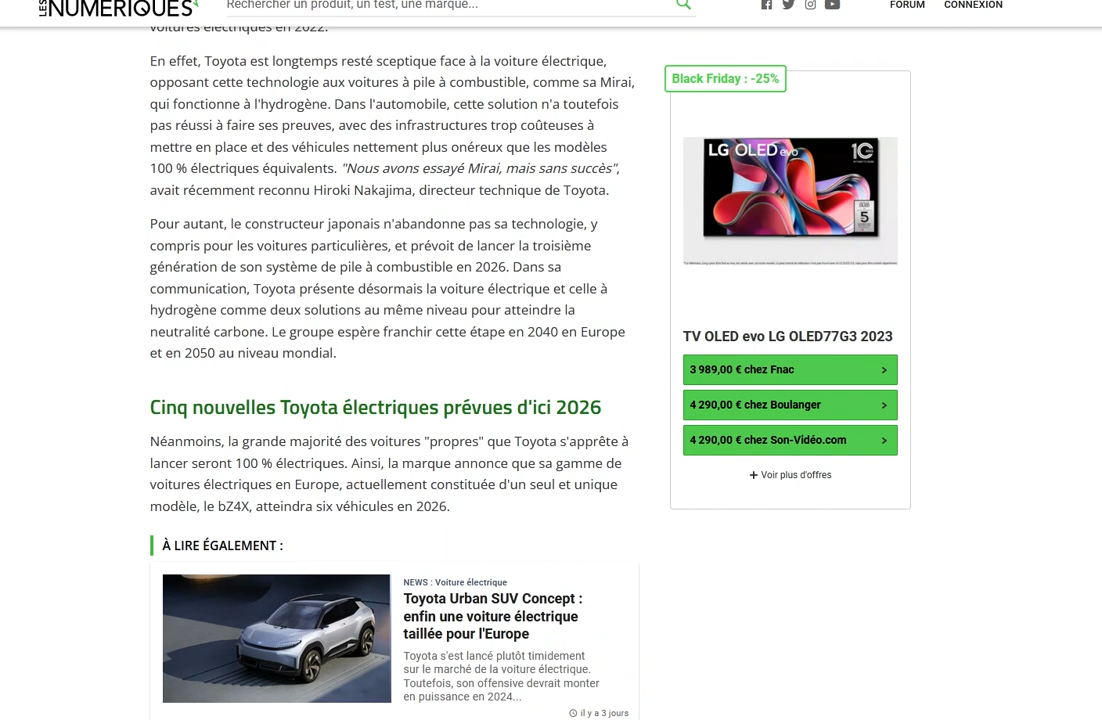 LES
NUMÉRIQUES
Rechercher un produit, un test, une marque...
FORUM
CONNEXION
voitures électriques en 2022.
En effet, Toyota est longtemps resté sceptique face à la voiture électrique,
opposant cette technologie aux voitures à pile à combustible, comme sa Mirai,
qui fonctionne à l'hydrogène. Dans l'automobile, cette solution n'a toutefois
pas réussi à faire ses preuves, avec des infrastructures trop coûteuses à
mettre en place et des véhicules nettement plus onéreux que les modèles
100 % électriques équivalents. "Nous avons essayé Mirai, mais sans succès",
avait récemment reconnu Hiroki Nakajima, directeur technique de Toyota.
Pour autant, le constructeur japonais n'abandonne pas sa technologie, y
compris pour les voitures particulières, et prévoit de lancer la troisième
génération de son système de pile à combustible en 2026. Dans sa
communication, Toyota présente désormais la voiture électrique et celle à
hydrogène comme deux solutions au même niveau pour atteindre la
neutralité carbone. Le groupe espère franchir cette étape en 2040 en Europe
et en 2050 au niveau mondial.
Cinq nouvelles Toyota électriques prévues d'ici 2026
Néanmoins, la grande majorité des voitures "propres" que Toyota s'apprête à
lancer seront 100 % électriques. Ainsi, la marque annonce que sa gamme de
voitures électriques en Europe, actuellement constituée d'un seul et unique
modèle, le bZ4X, atteindra six véhicules en 2026.
À LIRE ÉGALEMENT :
NEWS : Voiture électrique
Toyota Urban SUV Concept :
enfin une voiture électrique
taillée pour l'Europe
Toyota s'est lancé plutôt timidement
sur le marché de la voiture électrique.
Toutefois, son offensive devrait monter
en puissance en 2024...
il y a 3 jours
Black Friday : -25%
LG OLED evo
10
5
TV OLED evo LG OLED77G3 2023
3 989,00 € chez Fnac
4 290,00 € chez Boulanger
4 290,00 € chez Son-Vidéo.com
+ Voir plus d'offres